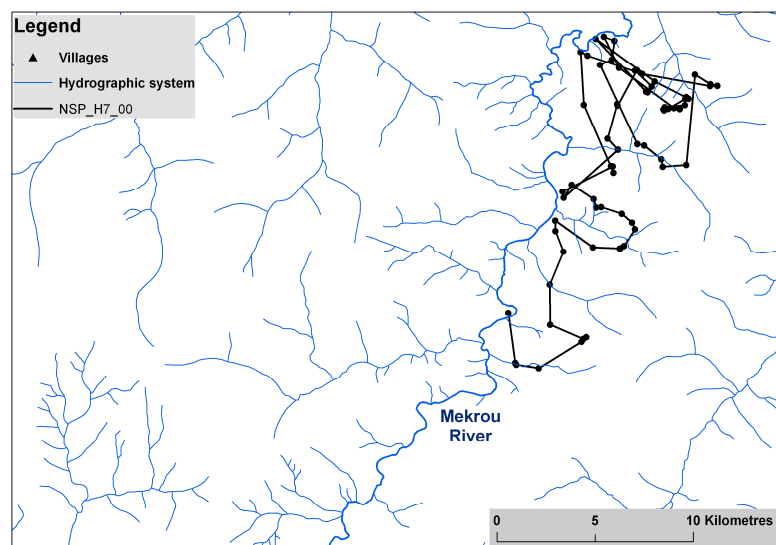 Legend
Villages
Hydrographic system
NSP_H7_00
Mekrou
River
0 5 10 Kilometres